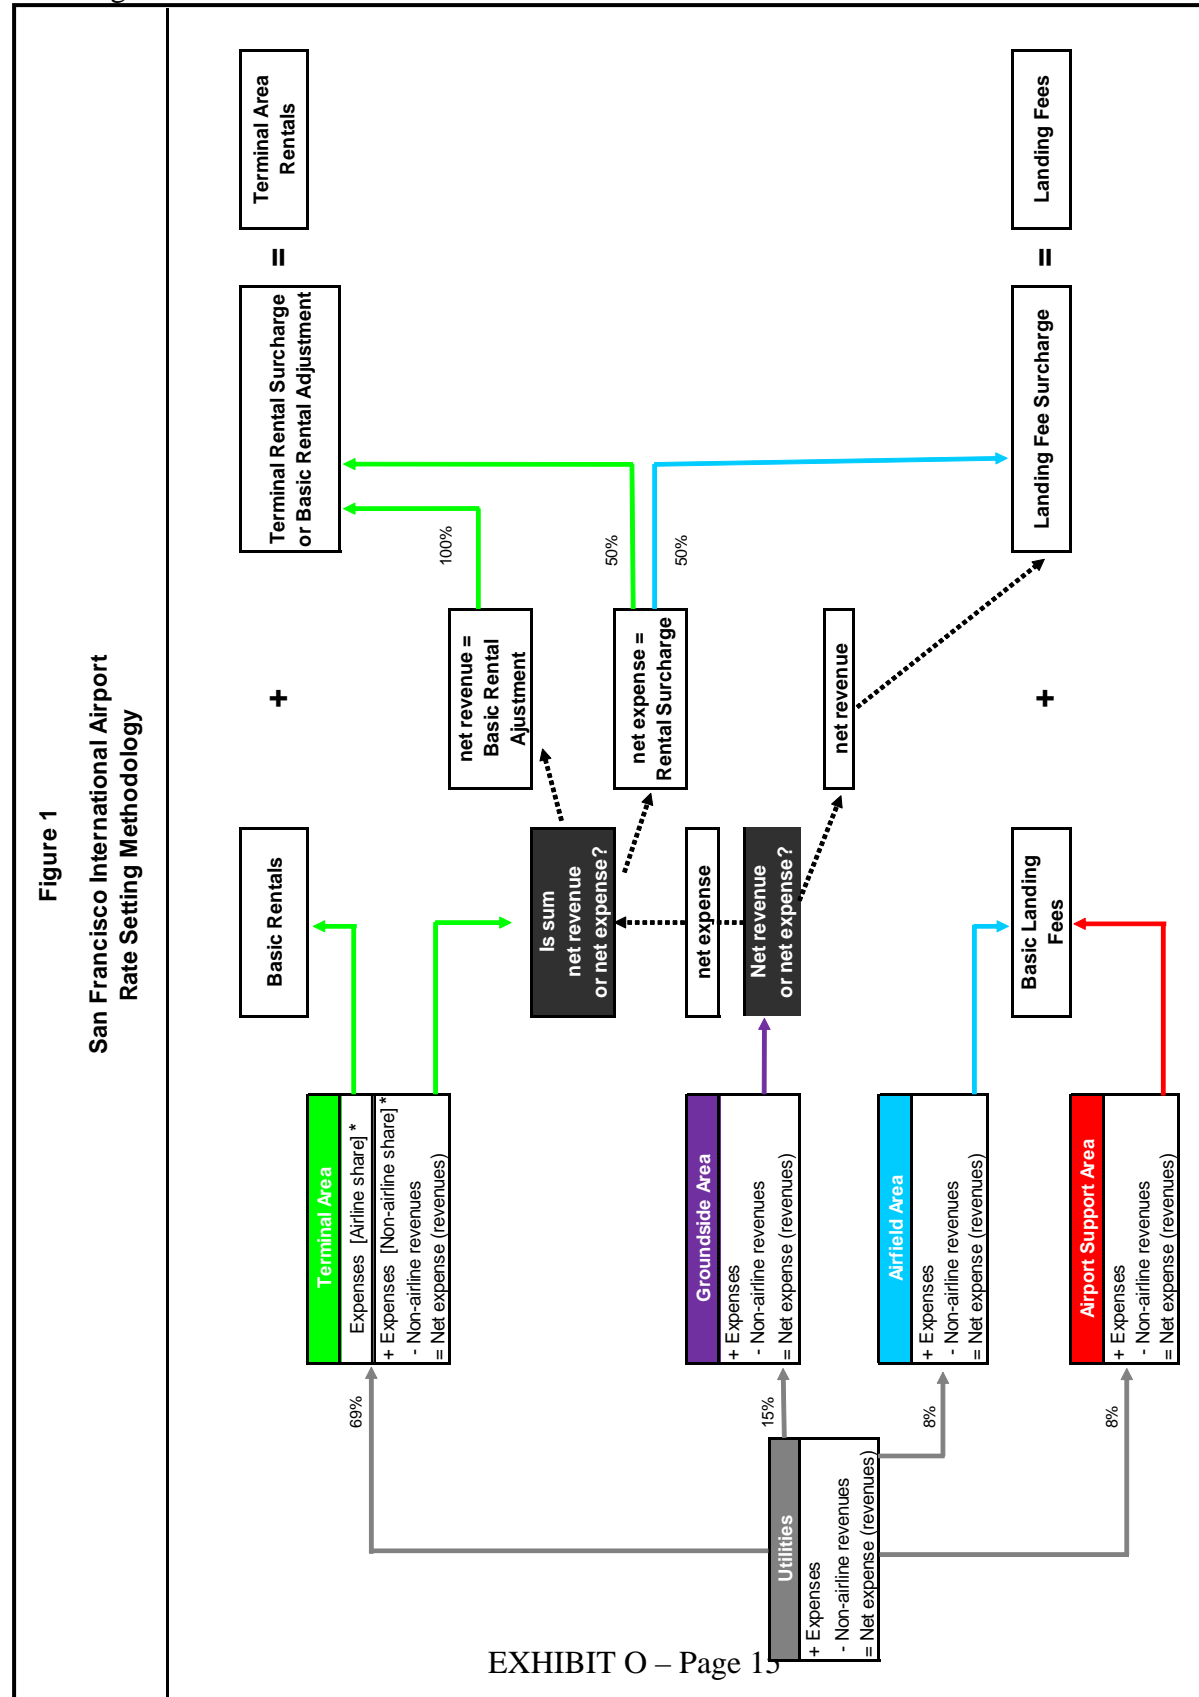 Figure 1
San Francisco International Airport
Rate Setting Methodology
Utilities
+ Expenses
- Non-airline revenues
= Net expense (revenues)
69%
15%
8%
8%
Terminal Area
Expenses [Airline share] *
+ Expenses [Non-airline share] *
- Non-airline revenues
= Net expense (revenues)
Groundside Area
+ Expenses
- Non-airline revenues
= Net expense (revenues)
Airfield Area
+ Expenses
- Non-airline revenues
= Net expense (revenues)
Airport Support Area
+ Expenses
- Non-airline revenues
= Net expense (revenues)
Basic Rentals
Is sum
net revenue
or net expense?
net expense
Net revenue
or net expense?
Basic Landing
Fees
+
net revenue =
Basic Rental
Ajustment
net expense =
Rental Surcharge
net revenue
+
100%
50%
50%
Terminal Rental Surcharge
or Basic Rental Adjustment
Landing Fee Surcharge
=
=
Terminal Area
Rentals
Landing Fees
EXHIBIT O – Page 15